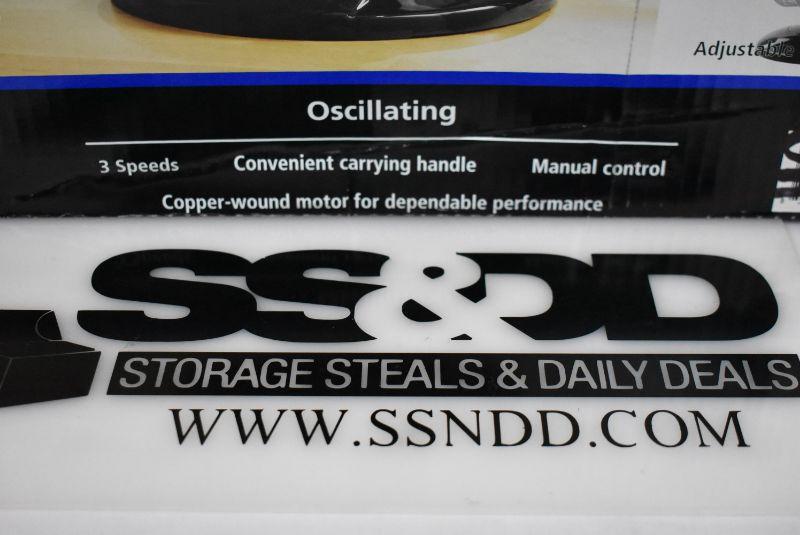 Adjustable
Oscillating
3 Speeds Convenient carrying handle Manual control
Copper-wound motor for dependable performance
SS&DD
STORAGE STEALS & DAILY DEALS
WWW.SSNDD.COM